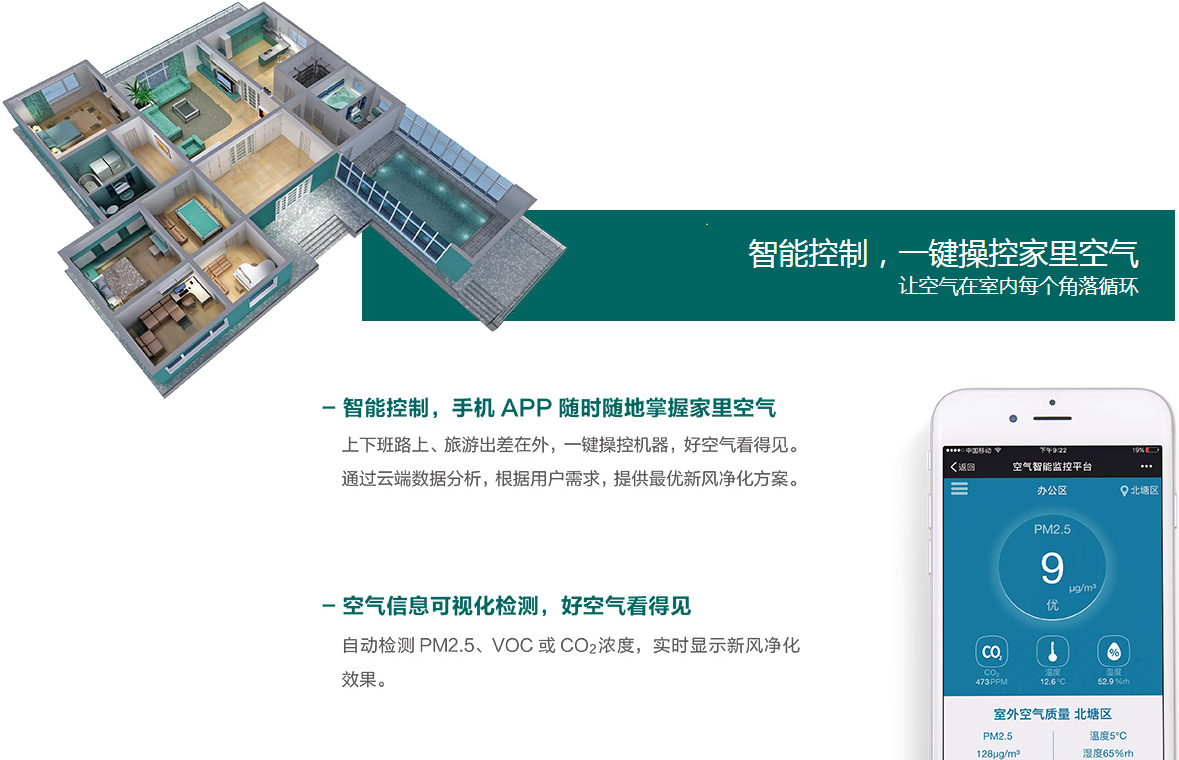 智能控制，一键操控家里空气
让空气在室内每个角落循环
– 智能控制，手机 APP 随时随地掌握家里空气
上下班路上、旅游出差在外，一键操控机器，好空气看得见。
通过云端数据分析，根据用户需求，提供最优新风净化方案。
– 空气信息可视化检测，好空气看得见
自动检测 PM2.5、VOC 或 CO₂浓度，实时显示新风净化
效果。
中国移动 下午9:22 19%
返回 空气智能监控平台
办公区 北塘区
PM2.5
9
μg/m³
优
CO₂ %
CO₂ 温度 湿度
473PPM 12.6°C 52.9%rh
室外空气质量 北塘区
PM2.5 温度5°C
128μg/m³ 湿度65%rh